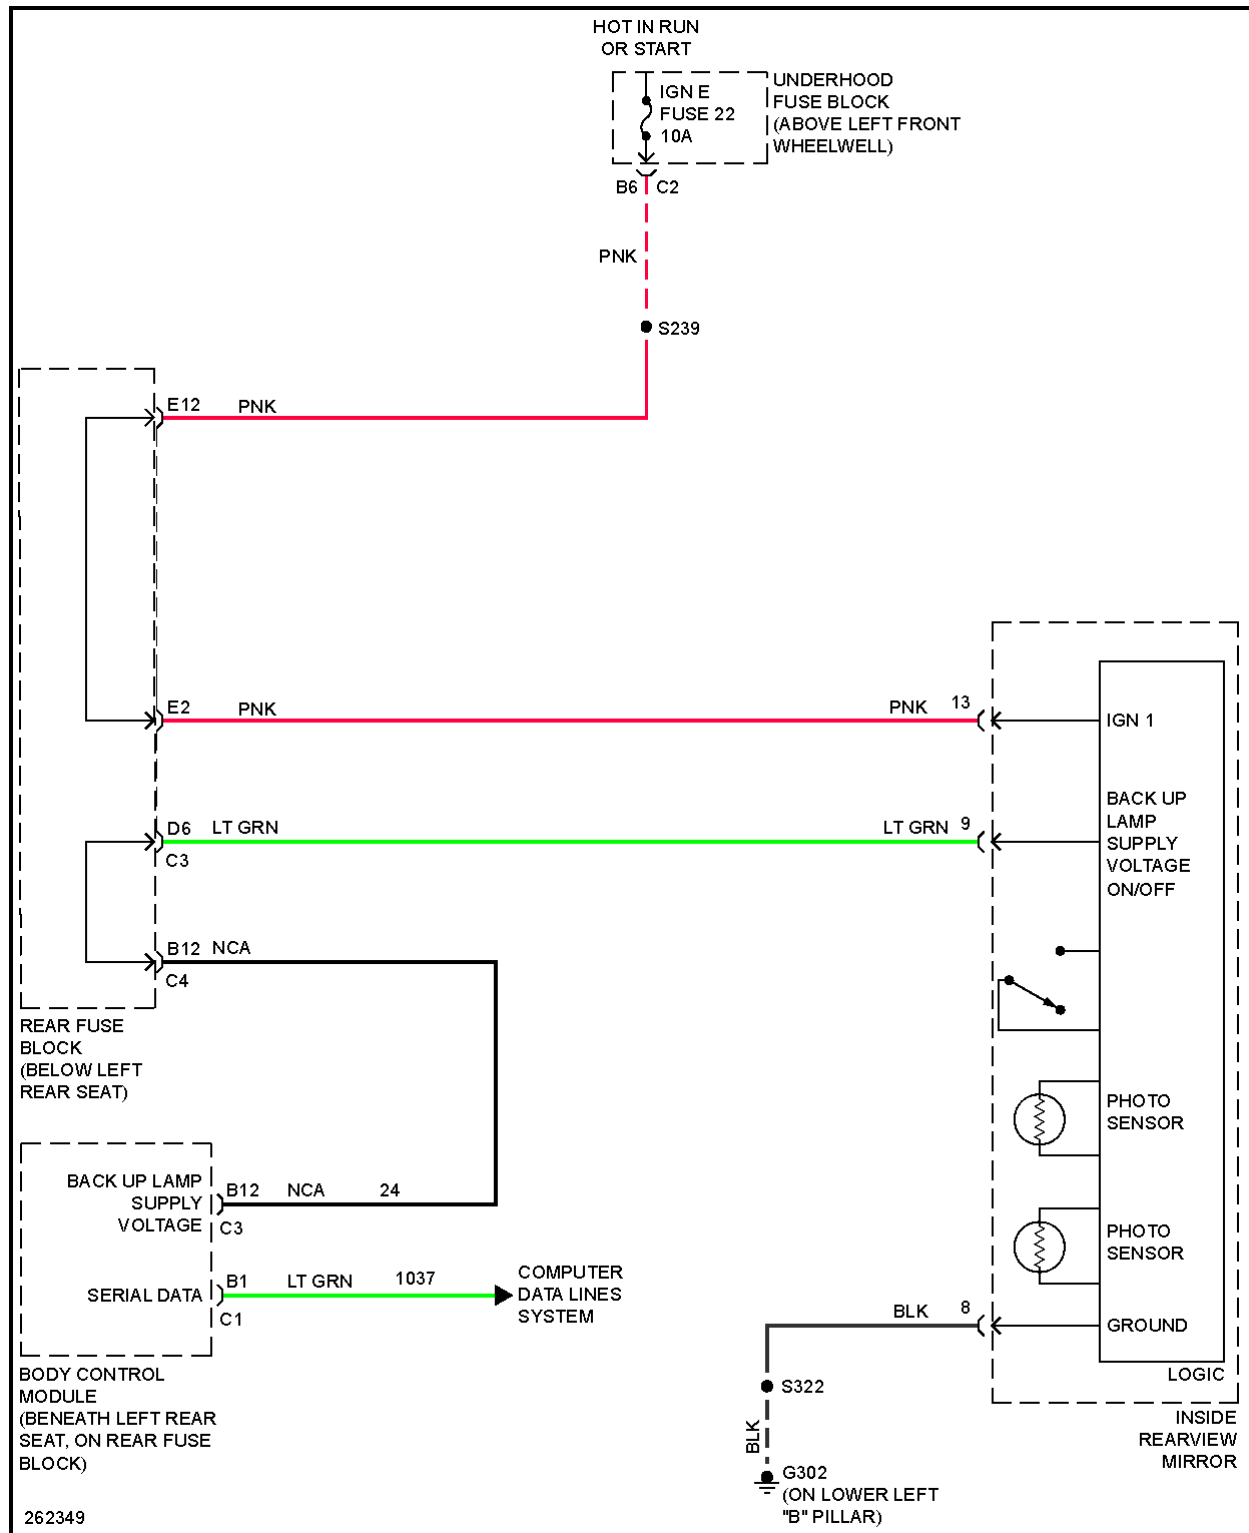 HOT IN RUN
OR START
IGN E
FUSE 22
10A
UNDERHOOD
FUSE BLOCK
(ABOVE LEFT FRONT
WHEELWELL)
B6 C2
PNK
S239
E12 PNK
E2 PNK
PNK 13
IGN 1
D6 LT GRN
C3
LT GRN 9
BACK UP
LAMP
SUPPLY
VOLTAGE
ON/OFF
B12 NCA
C4
REAR FUSE
BLOCK
(BELOW LEFT
REAR SEAT)
PHOTO
SENSOR
BACK UP LAMP
SUPPLY
VOLTAGE
B12 NCA 24
C3
PHOTO
SENSOR
SERIAL DATA
B1 LT GRN 1037
C1
COMPUTER
DATA LINES
SYSTEM
BLK 8
GROUND
LOGIC
BODY CONTROL
MODULE
(BENEATH LEFT REAR
SEAT, ON REAR FUSE
BLOCK)
S322
BLK
INSIDE
REARVIEW
MIRROR
G302
(ON LOWER LEFT
"B" PILLAR)
262349